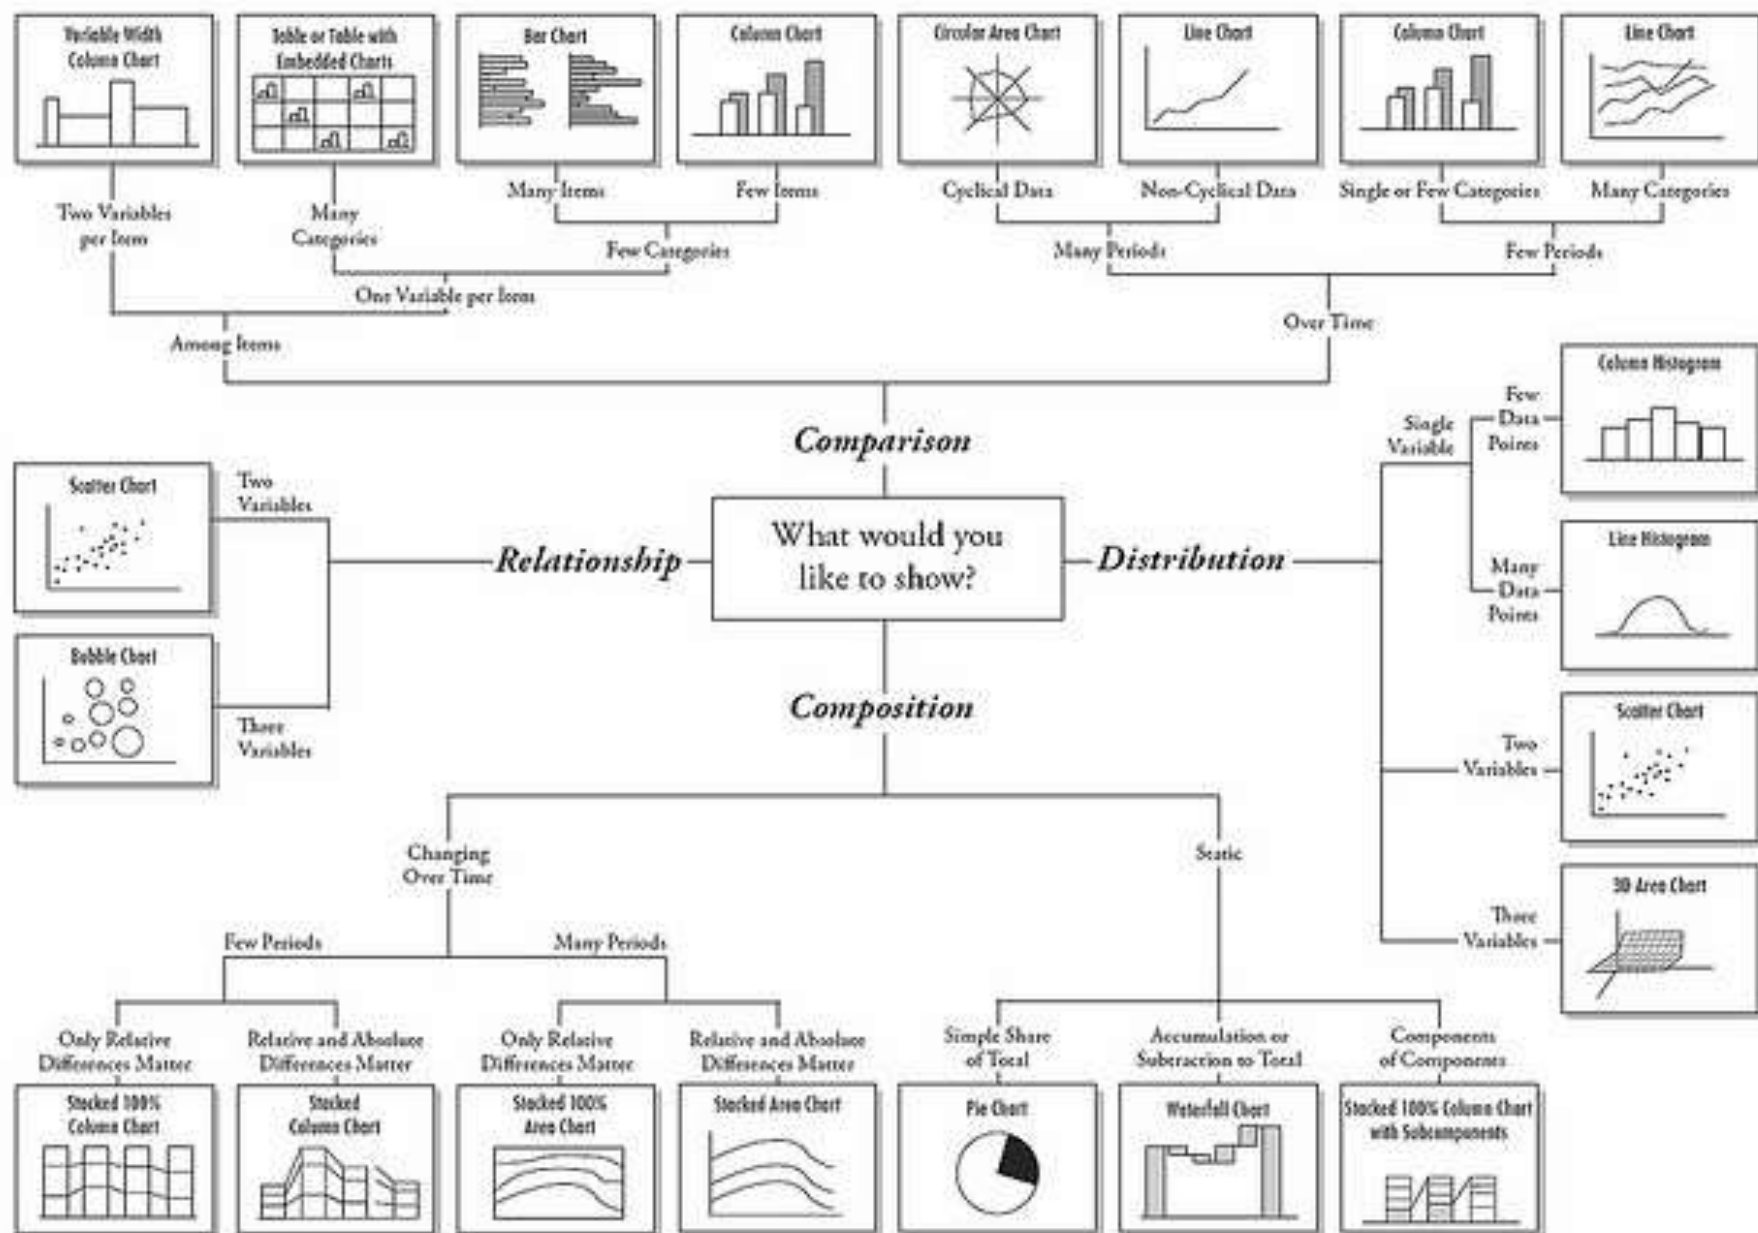 Variable Width
Column Chart
Table or Table with
Embedded Charts
Bar Chart
Column Chart
Circular Area Chart
Line Chart
Column Chart
Line Chart
Two Variables
per Item
Many
Categories
Many Items
Few Items
Cyclical Data
Non-Cyclical Data
Single or Few Categories
Many Categories
Few Categories
Many Periods
Few Periods
One Variable per Item
Among Items
Over Time
Comparison
What would you
like to show?
Relationship
Two
Variables
Scatter Chart
Three
Variables
Bubble Chart
Distribution
Single
Variable
Few
Data
Points
Column Histogram
Many
Data
Points
Line Histogram
Two
Variables
Scatter Chart
Three
Variables
3D Area Chart
Composition
Changing
Over Time
Static
Few Periods
Many Periods
Only Relative
Differences Matter
Relative and Absolute
Differences Matter
Only Relative
Differences Matter
Relative and Absolute
Differences Matter
Simple Share
of Total
Accumulation or
Subtraction to Total
Components
of Components
Stacked 100%
Column Chart
Stacked
Column Chart
Stacked 100%
Area Chart
Stacked Area Chart
Pie Chart
Waterfall Chart
Stacked 100% Column Chart
with Subcomponents